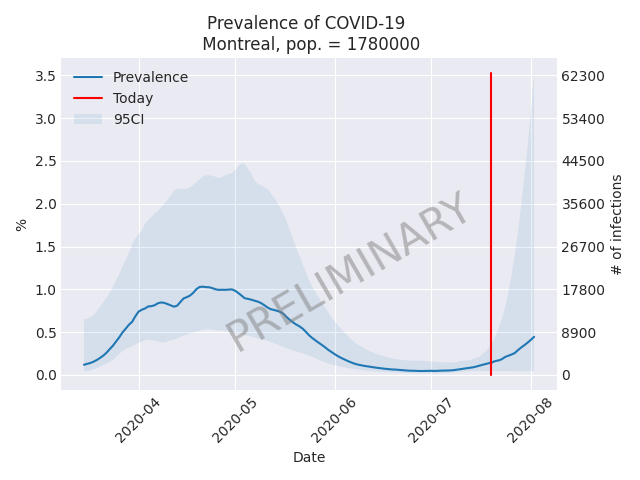 Prevalence of COVID-19
Montreal, pop. = 1780000
Prevalence
Today
95CI
3.5
3.0
2.5
2.0
1.5
1.0
0.5
0.0
%
62300
53400
44500
35600
26700
17800
8900
0
# of infections
PRELIMINARY
2020-04
2020-05
2020-06
2020-07
2020-08
Date